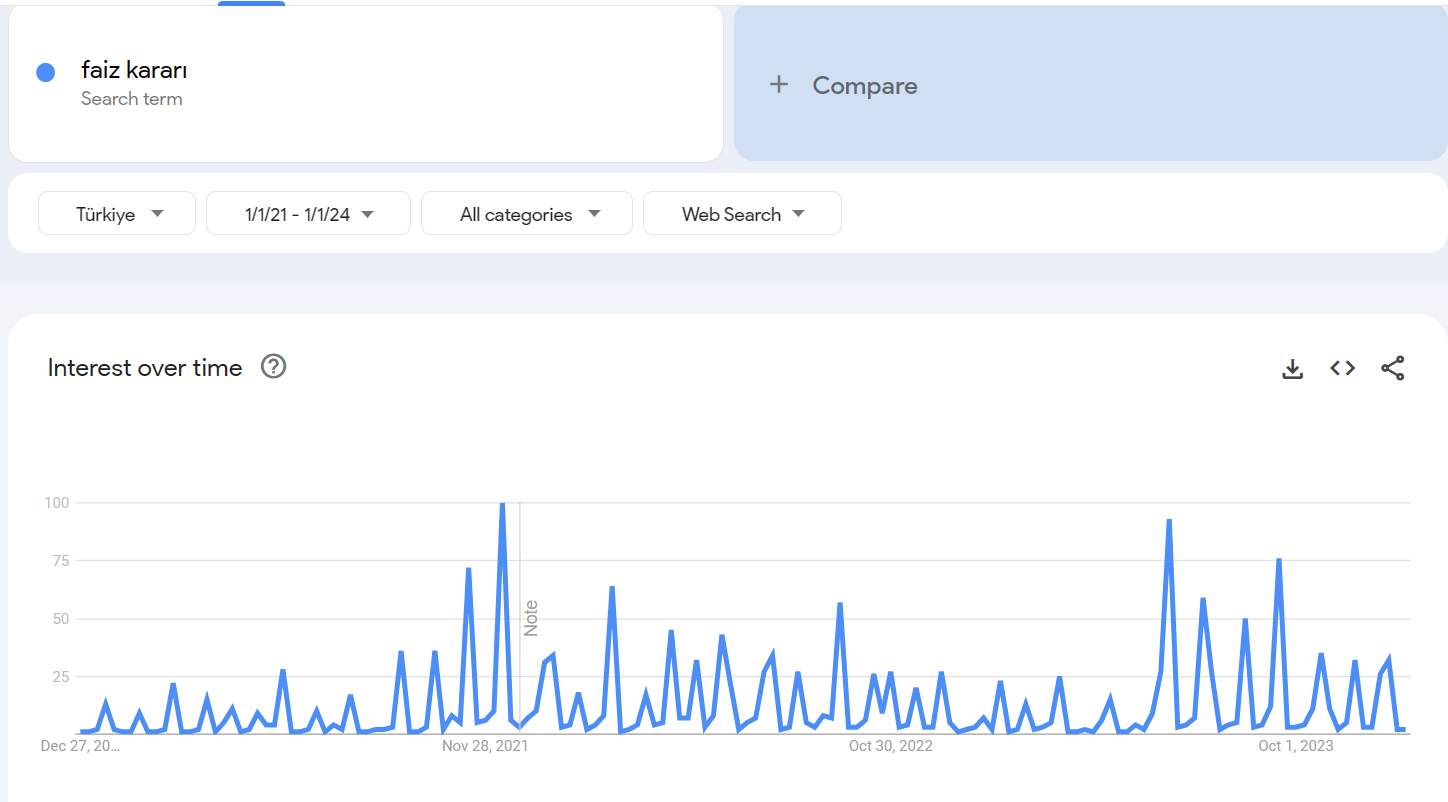 faiz kararı
Search term
+ Compare
Türkiye
1/1/21 - 1/1/24
All categories
Web Search
Interest over time
100
75
50
25
Note
Dec 27, 20...
Nov 28, 2021
Oct 30, 2022
Oct 1, 2023